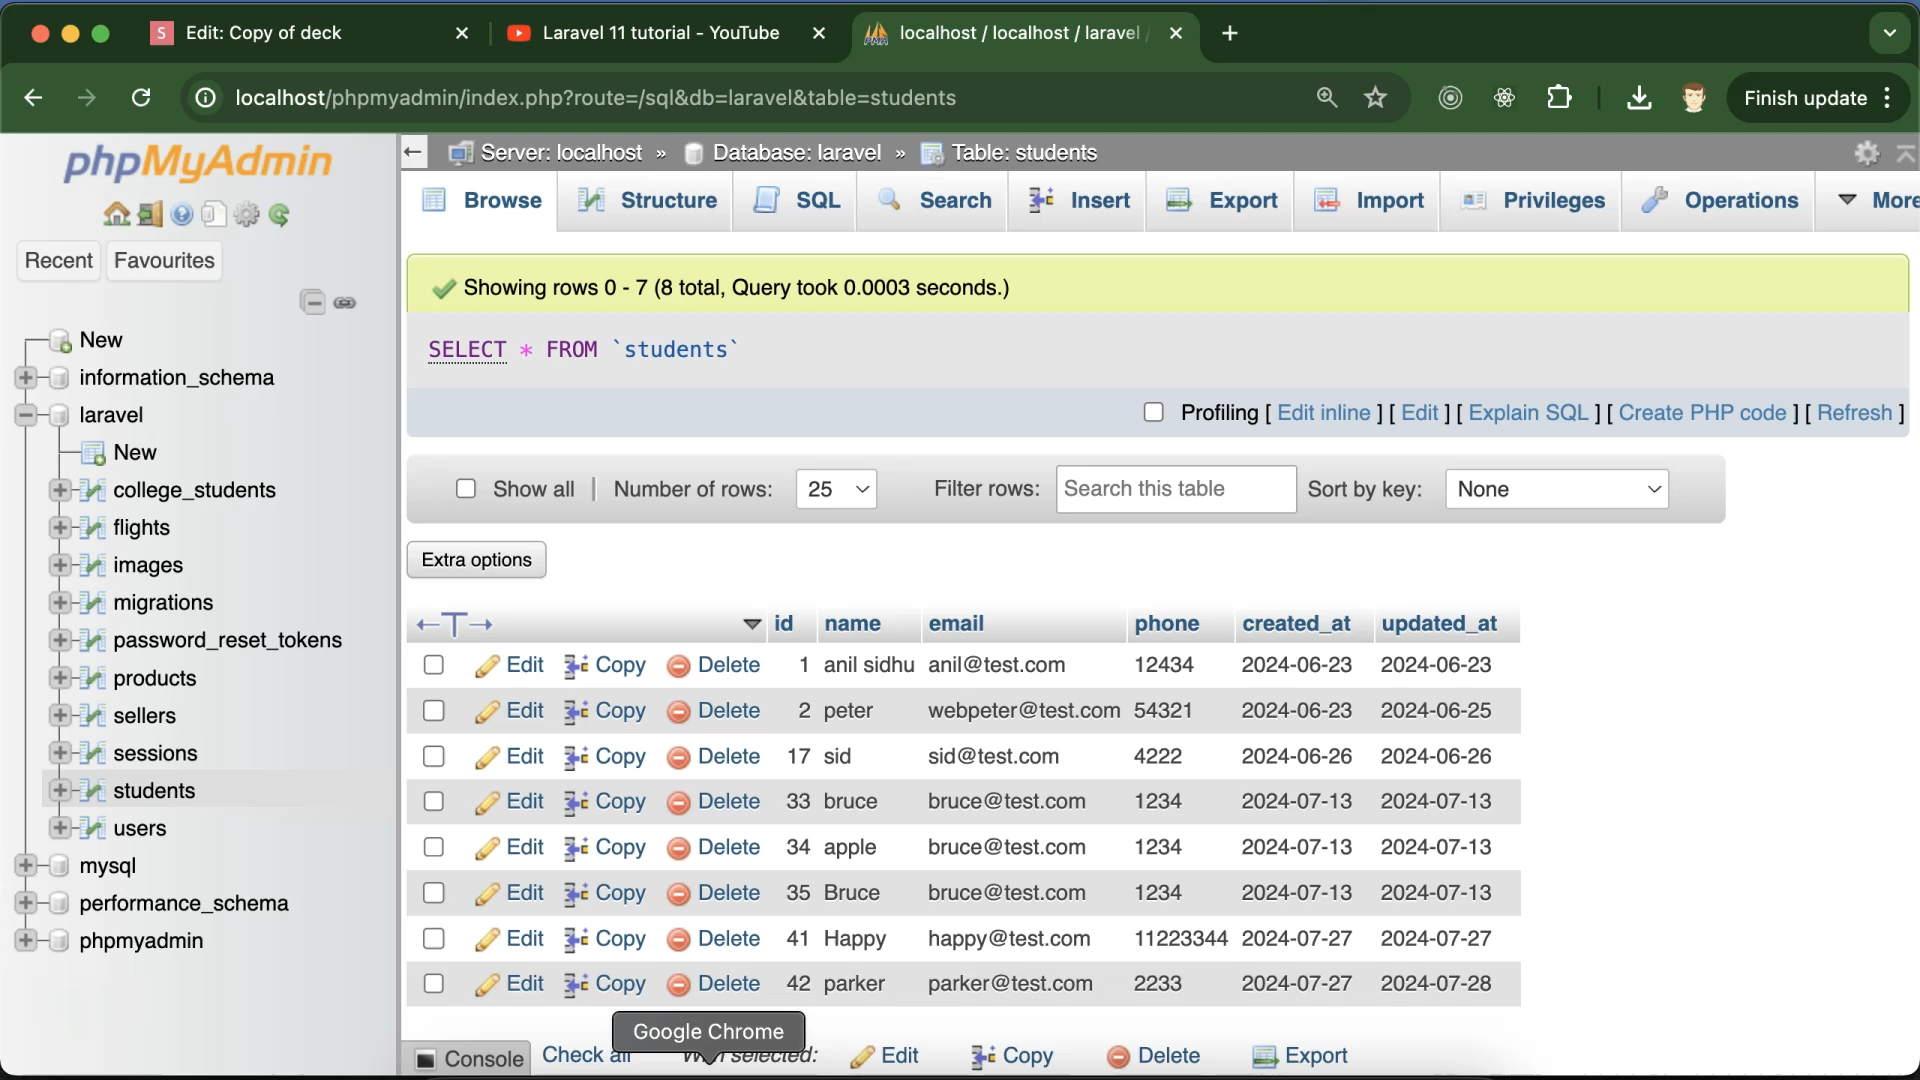 Edit: Copy of deck
Laravel 11 tutorial - YouTube
localhost / localhost / laravel /
localhost/phpmyadmin/index.php?route=/sql&db=laravel&table=students
Finish update
phpMyAdmin
Recent Favourites
New
information_schema
laravel
New
college_students
flights
images
migrations
password_reset_tokens
products
sellers
sessions
students
users
mysql
performance_schema
phpmyadmin
Server: localhost » Database: laravel » Table: students
Browse Structure SQL Search Insert Export Import Privileges Operations More
Showing rows 0 - 7 (8 total, Query took 0.0003 seconds.)
SELECT * FROM `students`
Profiling [ Edit inline ] [ Edit ] [ Explain SQL ] [ Create PHP code ] [ Refresh ]
Show all | Number of rows: 25 Filter rows: Search this table Sort by key: None
Extra options
id name email phone created_at updated_at
Edit Copy Delete 1 anil sidhu anil@test.com 12434 2024-06-23 2024-06-23
Edit Copy Delete 2 peter webpeter@test.com 54321 2024-06-23 2024-06-25
Edit Copy Delete 17 sid sid@test.com 4222 2024-06-26 2024-06-26
Edit Copy Delete 33 bruce bruce@test.com 1234 2024-07-13 2024-07-13
Edit Copy Delete 34 apple bruce@test.com 1234 2024-07-13 2024-07-13
Edit Copy Delete 35 Bruce bruce@test.com 1234 2024-07-13 2024-07-13
Edit Copy Delete 41 Happy happy@test.com 11223344 2024-07-27 2024-07-27
Edit Copy Delete 42 parker parker@test.com 2233 2024-07-27 2024-07-28
Google Chrome
Console Check all With selected: Edit Copy Delete Export